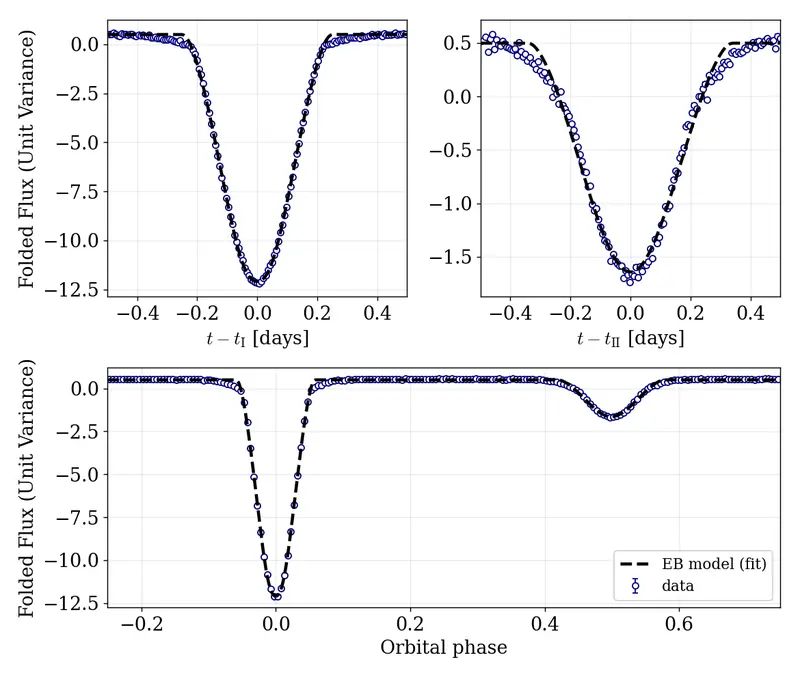 Folded Flux (Unit Variance)
0.0
−2.5
−5.0
−7.5
−10.0
−12.5
−0.4 −0.2 0.0 0.2 0.4
t − tI [days]
0.5
0.0
−0.5
−1.0
−1.5
−0.4 −0.2 0.0 0.2 0.4
t − tII [days]
Folded Flux (Unit Variance)
0.0
−2.5
−5.0
−7.5
−10.0
−12.5
EB model (fit)
data
−0.2 0.0 0.2 0.4 0.6
Orbital phase